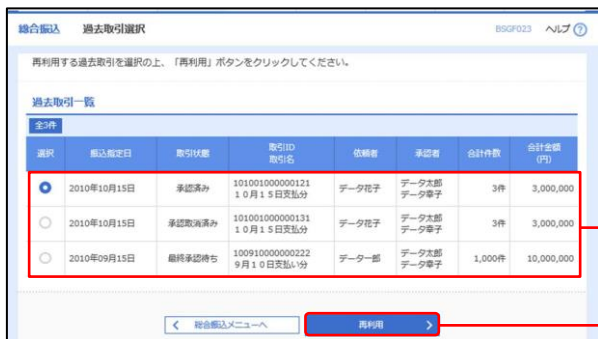 総合振込 過去取引選択 BSGF023 ヘルプ ?
再利用する過去取引を選択の上、「再利用」ボタンをクリックしてください。
過去取引一覧
全3件
選択 振込指定日 取引状態 取引ID 依頼者 承認者 合計件数 合計金額
取引名 (円)
2010年10月15日 承認済み 101001000000121 データ花子 データ太郎 3件 3,000,000
10月15日支払分 データ幸子
2010年10月15日 承認取消済み 101001000000131 データ花子 データ太郎 3件 3,000,000
10月15日支払分 データ幸子
2010年09月15日 最終承認待ち 100910000000222 データ一郎 データ太郎 1,000件 10,000,000
9月10日支払い分 データ幸子
総合振込メニューへ 再利用